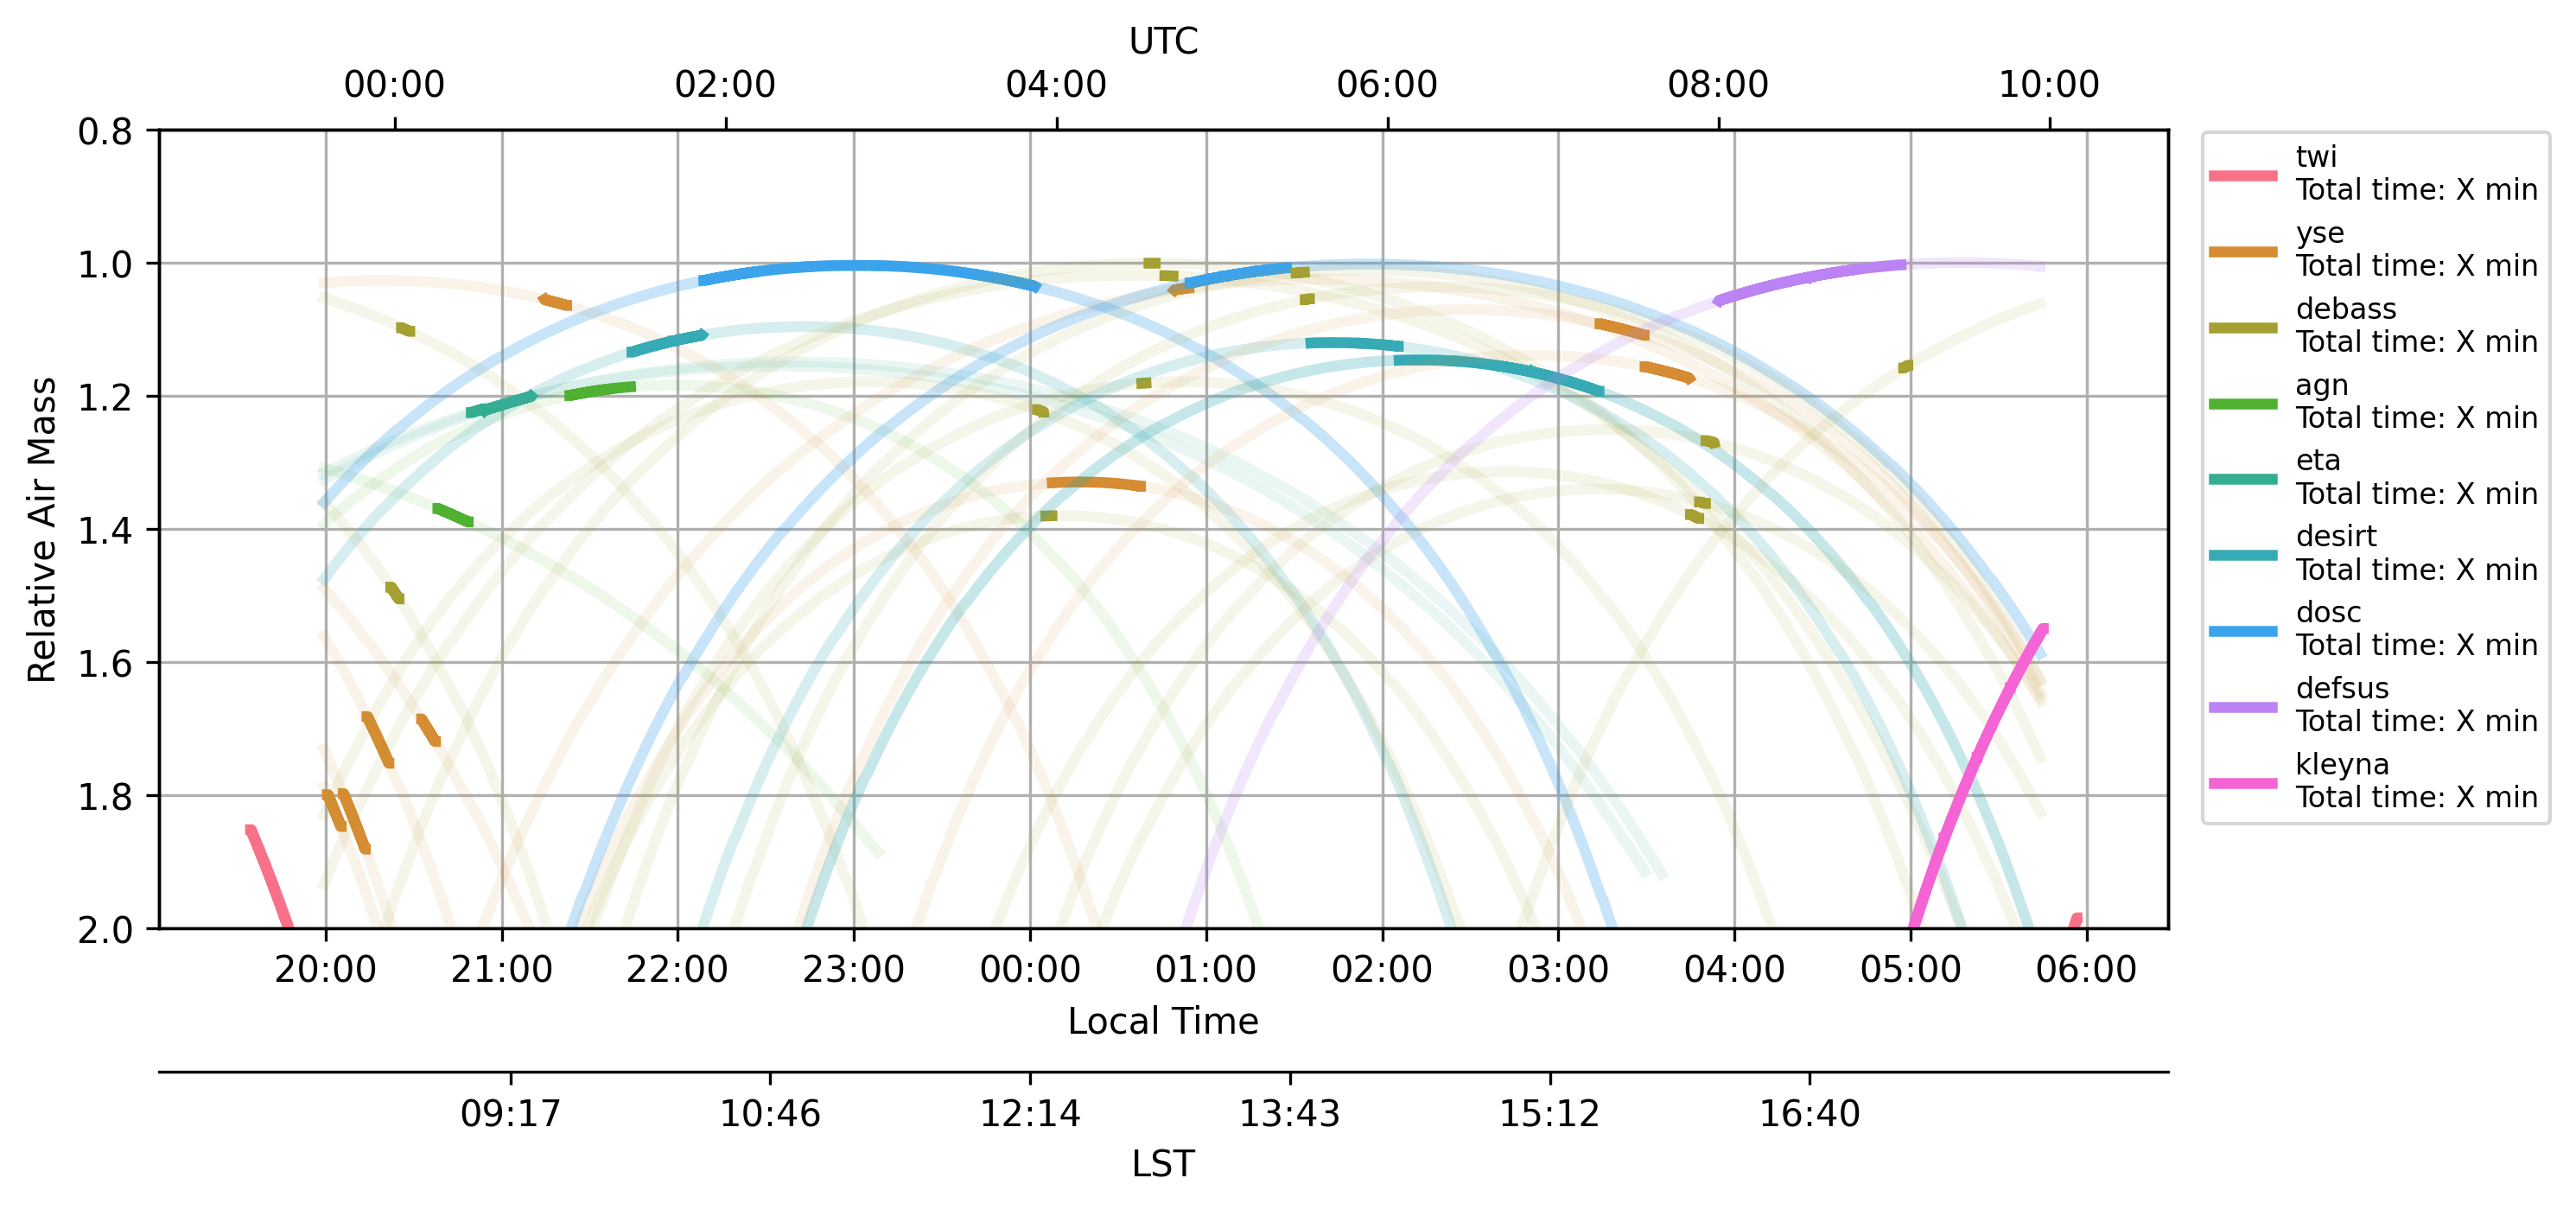 UTC
00:00 02:00 04:00 06:00 08:00 10:00
0.8
1.0
1.2
1.4
1.6
1.8
2.0
Relative Air Mass
20:00 21:00 22:00 23:00 00:00 01:00 02:00 03:00 04:00 05:00 06:00
Local Time
09:17 10:46 12:14 13:43 15:12 16:40
LST
twi
Total time: X min
yse
Total time: X min
debass
Total time: X min
agn
Total time: X min
eta
Total time: X min
desirt
Total time: X min
dosc
Total time: X min
defsus
Total time: X min
kleyna
Total time: X min